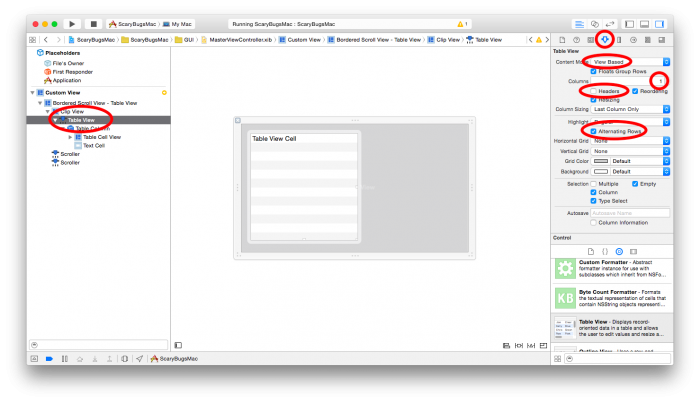 ScaryBugsMac
My Mac
Running ScaryBugsMac : ScaryBugsMac
1
ScaryBugsMac
ScaryBugsMac
GUI
MasterViewController.xib
Custom View
Bordered Scroll View - Table View
Clip View
Table View
Placeholders
File's Owner
First Responder
Application
Custom View
Bordered Scroll View - Table View
Clip View
Table View
Table Column
Table Cell View
Text Cell
Scroller
Scroller
Table View Cell
Table View
Content Mode View Based
Floats Group Rows
Columns 1
Headers Reordering
Resizing
Column Sizing Last Column Only
Highlight
Alternating Rows
Horizontal Grid None
Vertical Grid None
Grid Color Default
Background Default
Selection Multiple Empty
Column
Type Select
Autosave Autosave Name
Column Information
Control
Custom Formatter - Abstract
formatter instance for use with
subclasses which inherit from NSFo...
KB
Byte Count Formatter - Formats
the textual representation of cells that
contain NSString objects represent...
Table View - Displays record-
oriented data in a table and allows
the user to edit values and resize a...
ScaryBugsMac